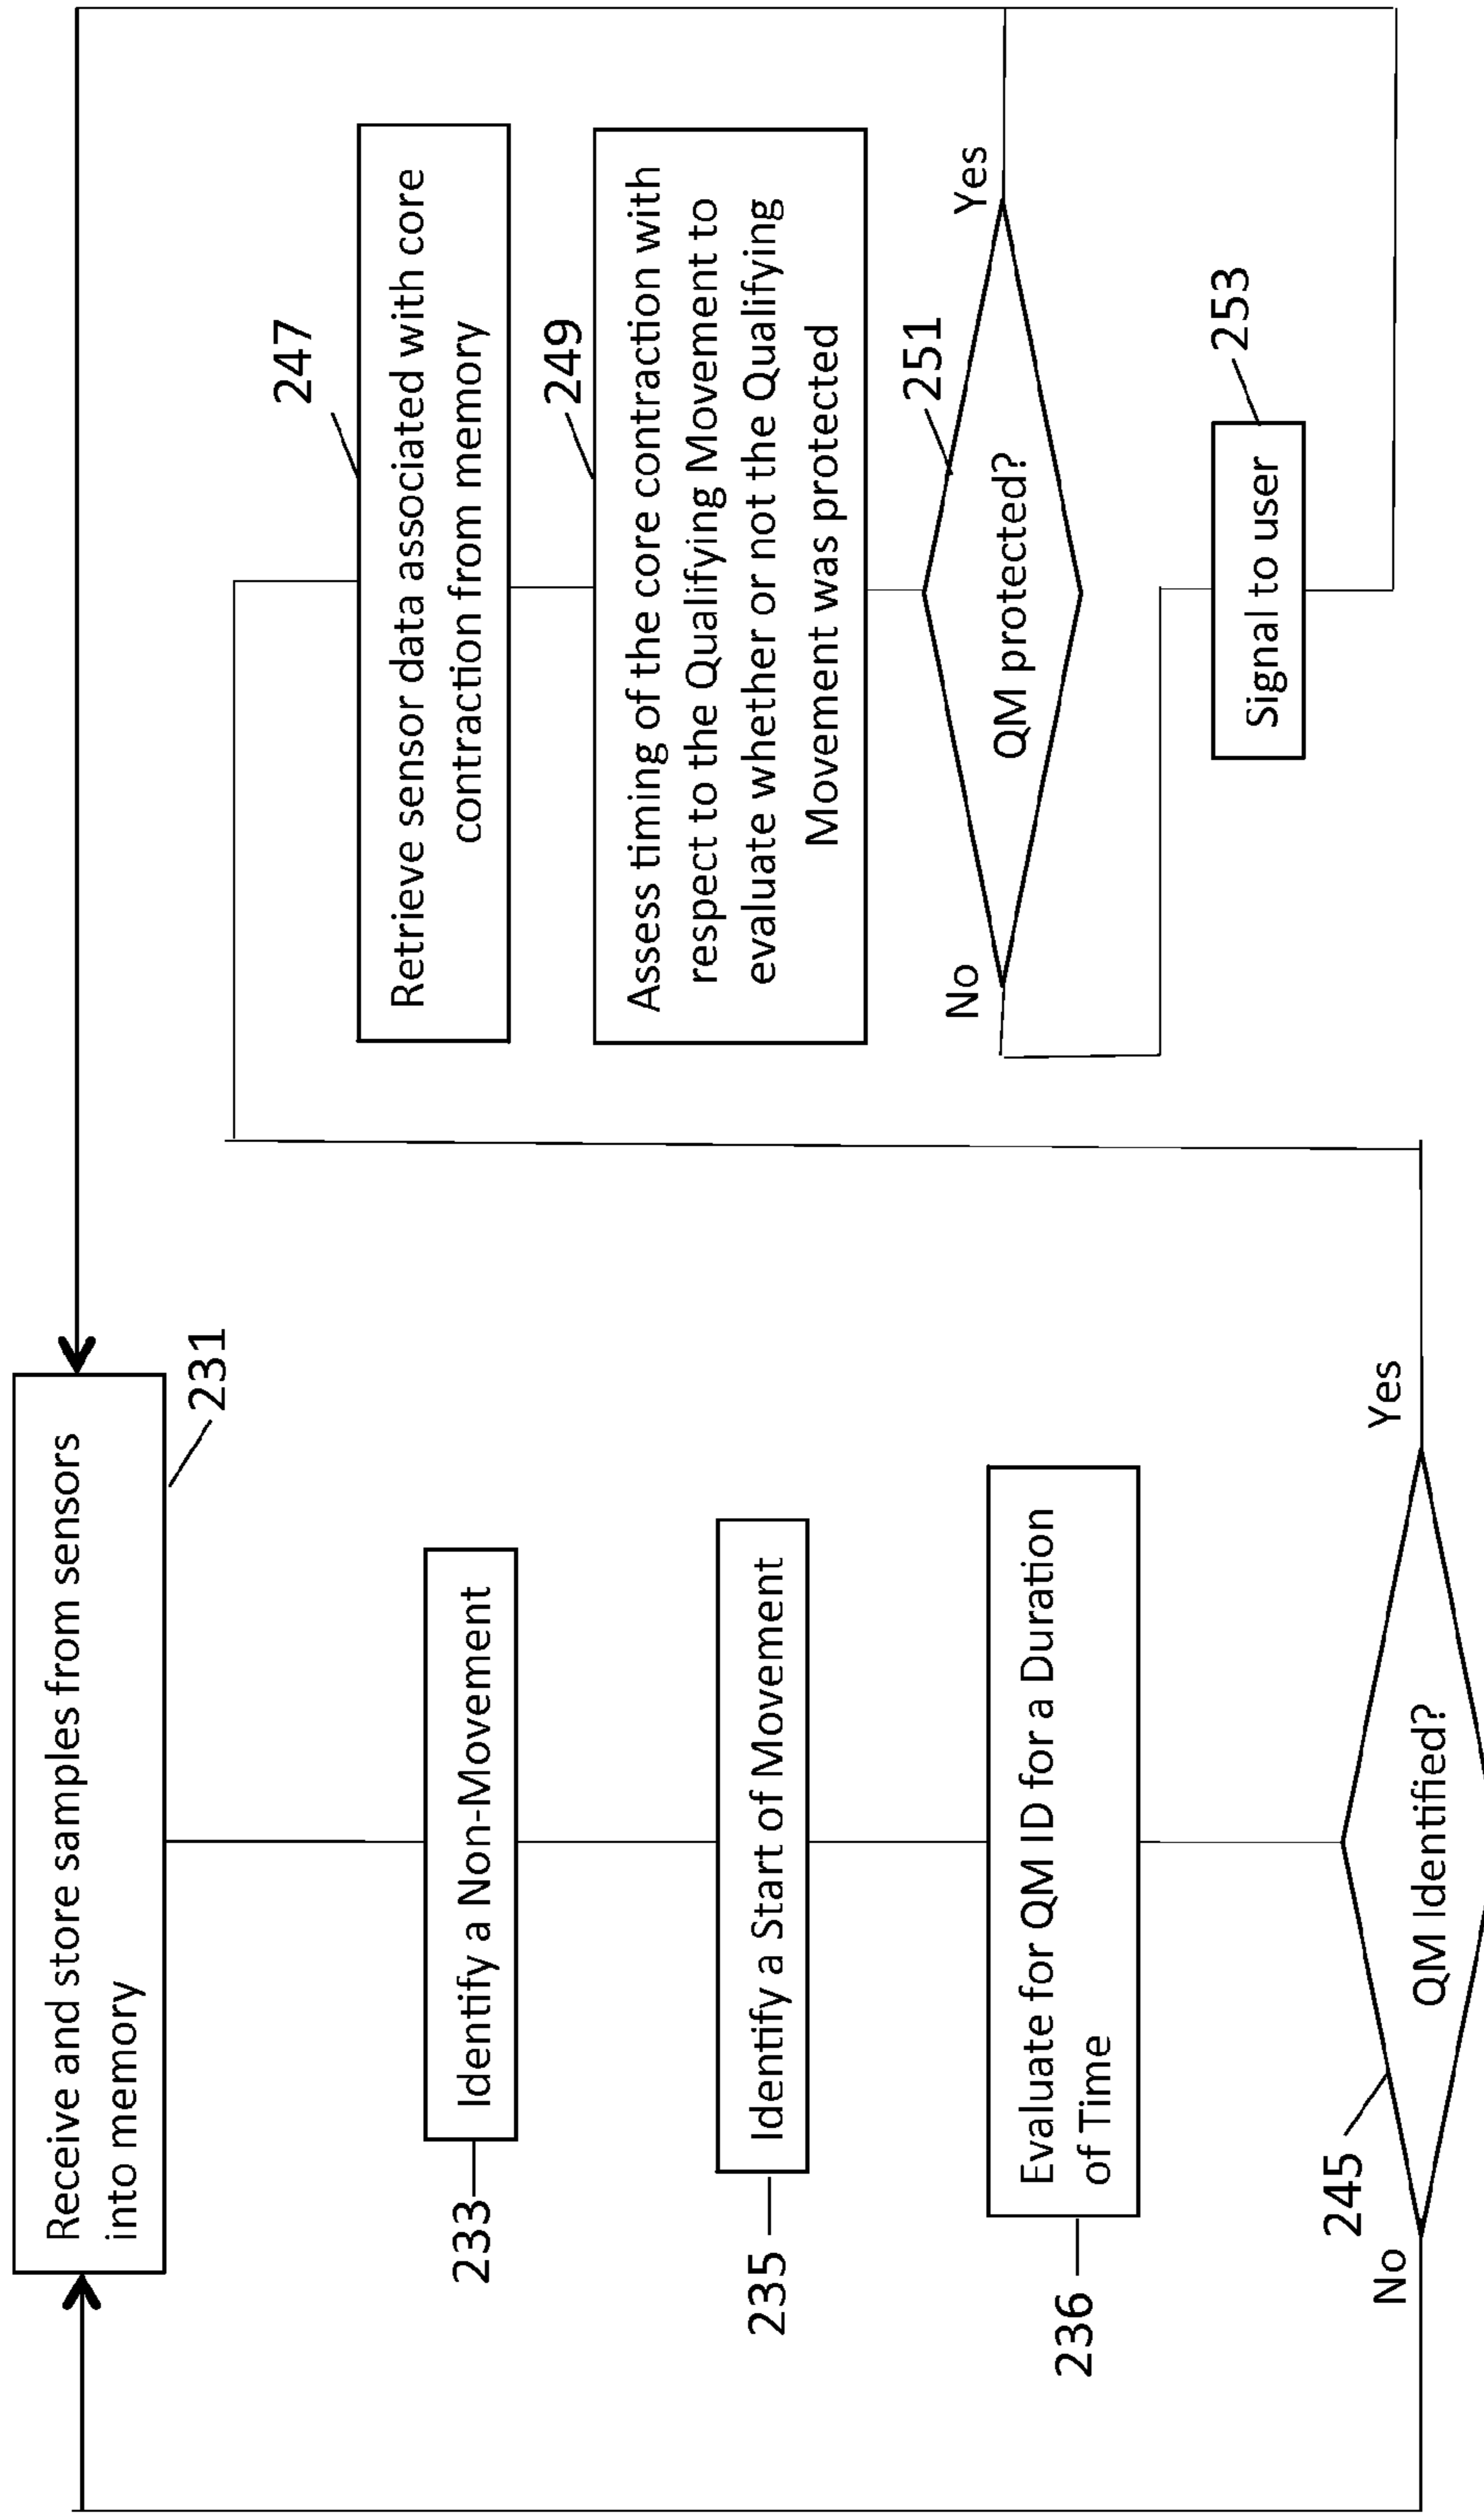 Receive and store samples from sensors
into memory
231
Identify a Non-Movement
233
Identify a Start of Movement
235
Evaluate for QM ID for a Duration
of Time
236
QM Identified?
245
No
Yes
Retrieve sensor data associated with core
contraction from memory
247
Assess timing of the core contraction with
respect to the Qualifying Movement to
evaluate whether or not the Qualifying
Movement was protected
249
QM protected?
251
No
Yes
Signal to user
253